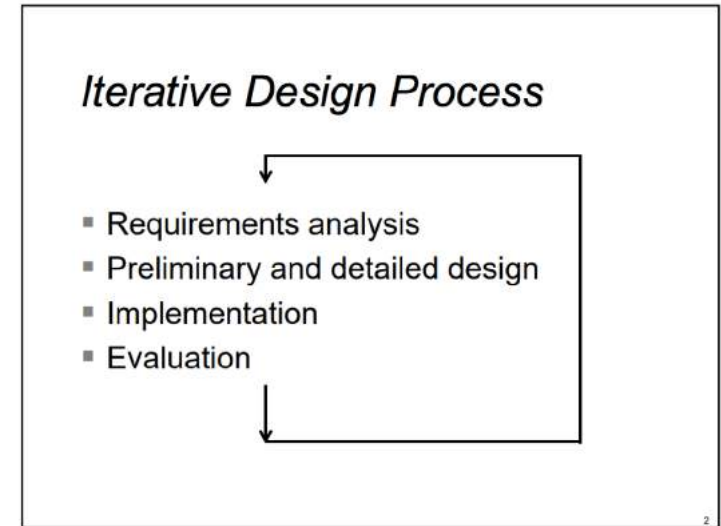 Iterative Design Process
▪ Requirements analysis
▪ Preliminary and detailed design
▪ Implementation
▪ Evaluation
2